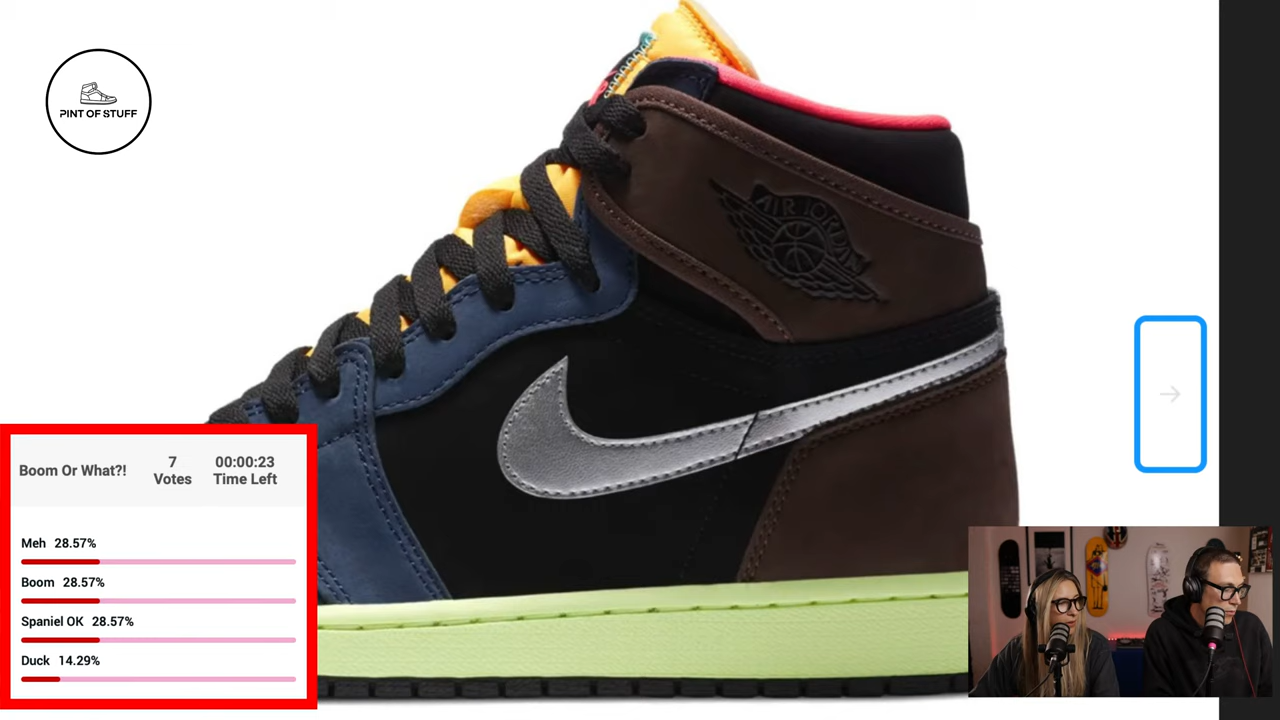 PINT OF STUFF
AIR JORDAN
Boom Or What?!
7
Votes
00:00:23
Time Left
Meh 28.57%
Boom 28.57%
Spaniel OK 28.57%
Duck 14.29%